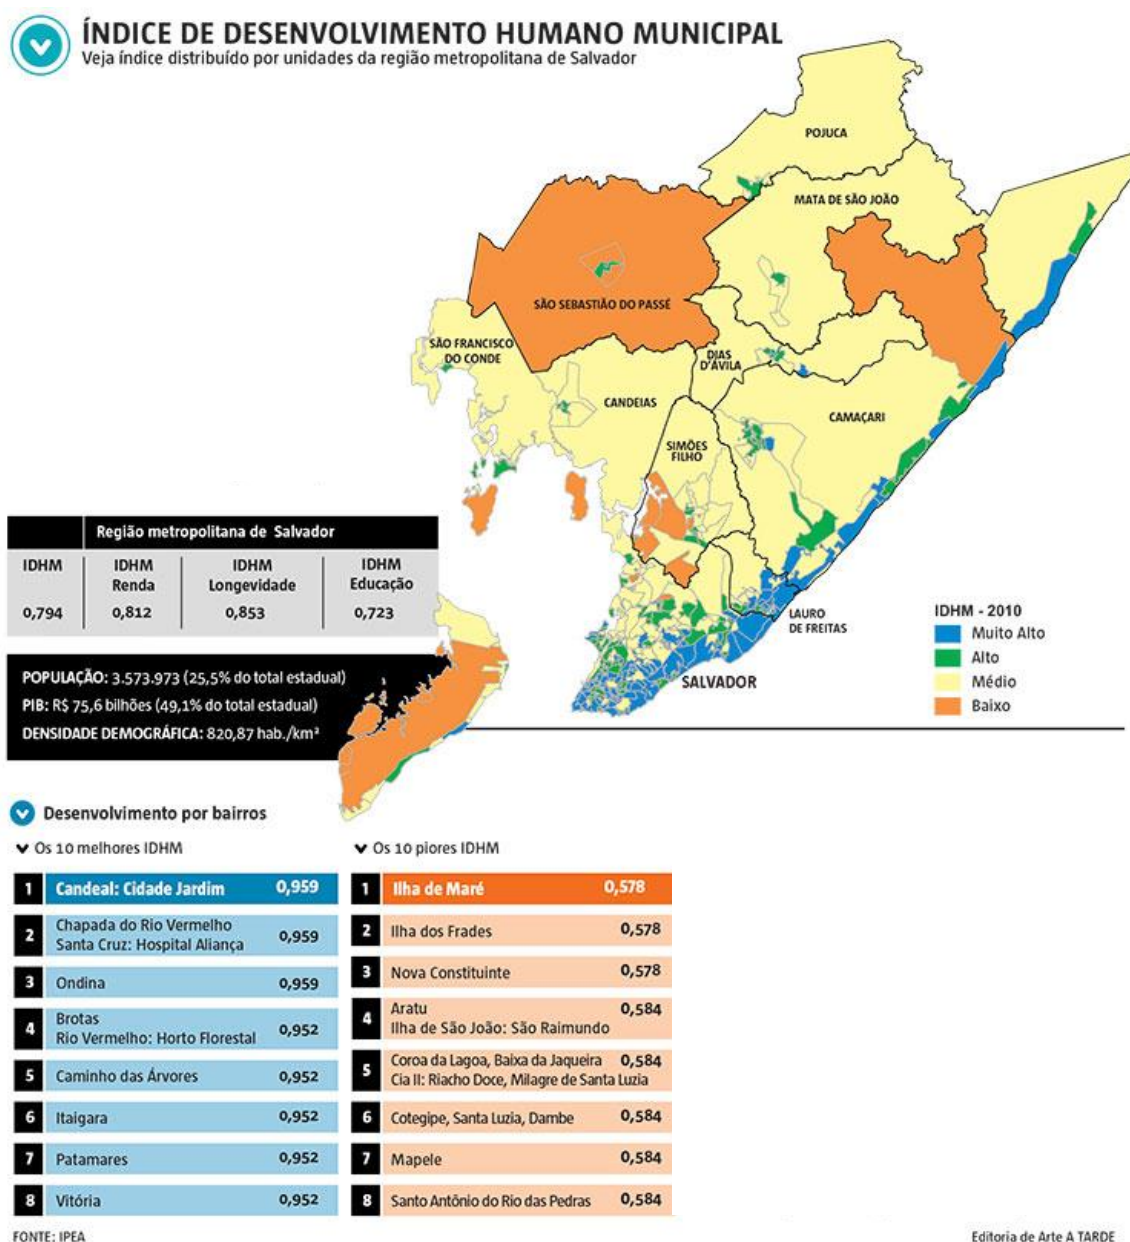 ÍNDICE DE DESENVOLVIMENTO HUMANO MUNICIPAL
Veja índice distribuído por unidades da região metropolitana de Salvador
POJUCA
MATA DE SÃO JOÃO
SÃO SEBASTIÃO DO PASSÉ
SÃO FRANCISCO
DO CONDE
DIAS
D'ÁVILA
CANDEIAS
CAMAÇARI
SIMÕES
FILHO
LAURO
DE FREITAS
SALVADOR
IDHM - 2010
Muito Alto
Alto
Médio
Baixo
Região metropolitana de Salvador
IDHM
IDHM
Renda
IDHM
Longevidade
IDHM
Educação
0,794
0,812
0,853
0,723
POPULAÇÃO: 3.573.973 (25,5% do total estadual)
PIB: R$ 75,6 bilhões (49,1% do total estadual)
DENSIDADE DEMOGRÁFICA: 820,87 hab./km²
Desenvolvimento por bairros
Os 10 melhores IDHM
1 Candeal: Cidade Jardim 0,959
2 Chapada do Rio Vermelho
Santa Cruz: Hospital Aliança 0,959
3 Ondina 0,959
4 Brotas
Rio Vermelho: Horto Florestal 0,952
5 Caminho das Árvores 0,952
6 Itaigara 0,952
7 Patamares 0,952
8 Vitória 0,952
Os 10 piores IDHM
1 Ilha de Maré 0,578
2 Ilha dos Frades 0,578
3 Nova Constituinte 0,578
4 Aratu 0,584
Ilha de São João: São Raimundo
5 Coroa da Lagoa, Baixa da Jaqueira 0,584
Cia II: Riacho Doce, Milagre de Santa Luzia
6 Cotegipe, Santa Luzia, Dambe 0,584
7 Mapele 0,584
8 Santo Antônio do Rio das Pedras 0,584
FONTE: IPEA
Editoria de Arte A TARDE